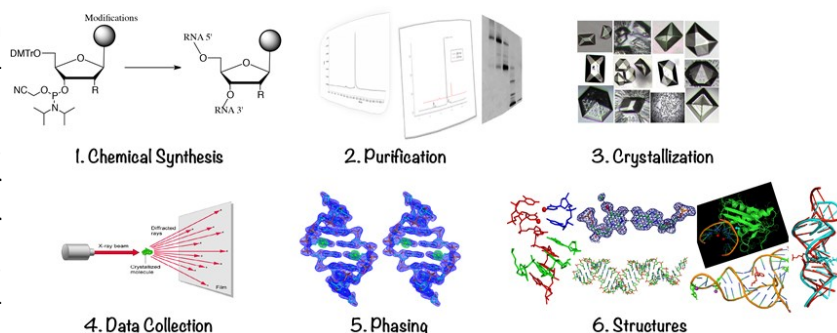 Modifications
DMTrO
O
O
R
NC
O
P
N
RNA 5'
O
O
O
R
RNA 3'
1. Chemical Synthesis
2. Purification
3. Crystallization
X-ray beam
Crystallized
molecule
Diffracted
rays
Film
4. Data Collection
5. Phasing
6. Structures